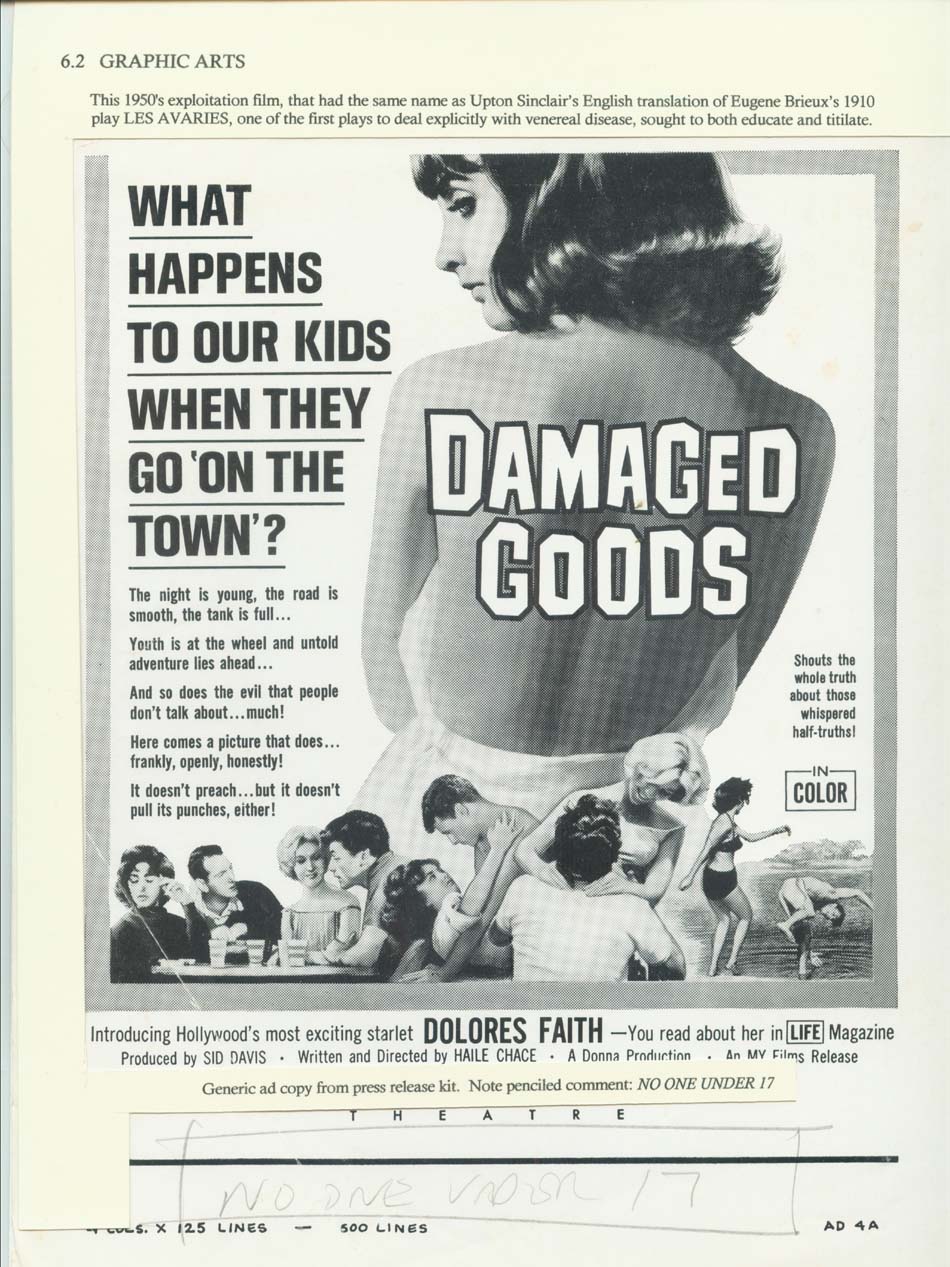 6.2 GRAPHIC ARTS
This 1950's exploitation film, that had the same name as Upton Sinclair's English translation of Eugene Brieux's 1910
play LES AVARIES, one of the first plays to deal explicitly with venereal disease, sought to both educate and titilate.
WHAT
HAPPENS
TO OUR KIDS
WHEN THEY
GO 'ON THE
TOWN'?
DAMAGED
GOODS
The night is young, the road is
smooth, the tank is full...
Youth is at the wheel and untold
adventure lies ahead...
And so does the evil that people
don't talk about...much!
Here comes a picture that does...
frankly, openly, honestly!
It doesn't preach...but it doesn't
pull its punches, either!
Shouts the
whole truth
about those
whispered
half-truths!
IN
COLOR
Introducing Hollywood's most exciting starlet DOLORES FAITH —You read about her in LIFE Magazine
Produced by SID DAVIS · Written and Directed by HAILE CHACE · A Donna Production · An MY Films Release
Generic ad copy from press release kit. Note penciled comment: NO ONE UNDER 17
THEATRE
NO ONE UNDER 17
4 COLS. X 125 LINES — 500 LINES
AD 4A